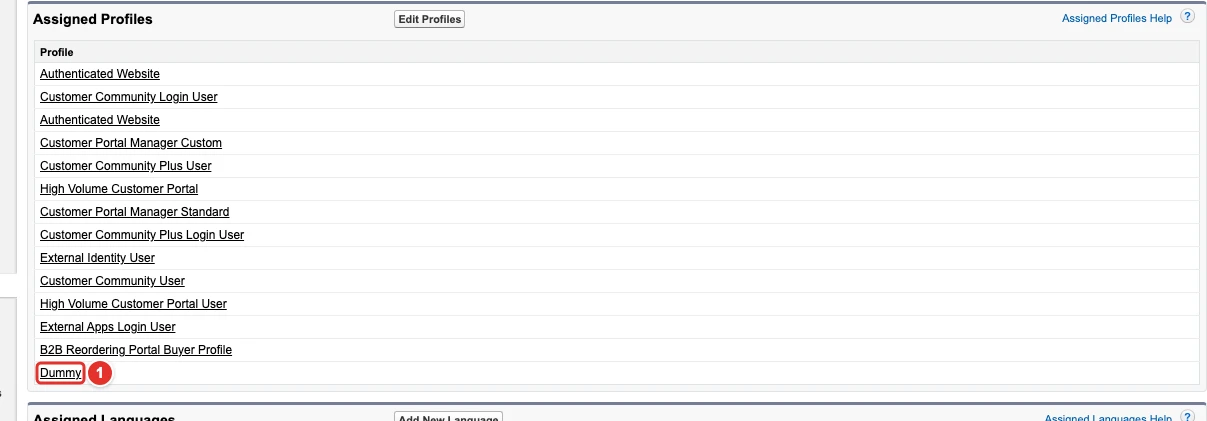 Assigned Profiles Edit Profiles Assigned Profiles Help ?
Profile
Authenticated Website
Customer Community Login User
Authenticated Website
Customer Portal Manager Custom
Customer Community Plus User
High Volume Customer Portal
Customer Portal Manager Standard
Customer Community Plus Login User
External Identity User
Customer Community User
High Volume Customer Portal User
External Apps Login User
B2B Reordering Portal Buyer Profile
Dummy 1
Assigned Languages Add New Language Assigned Languages Help ?